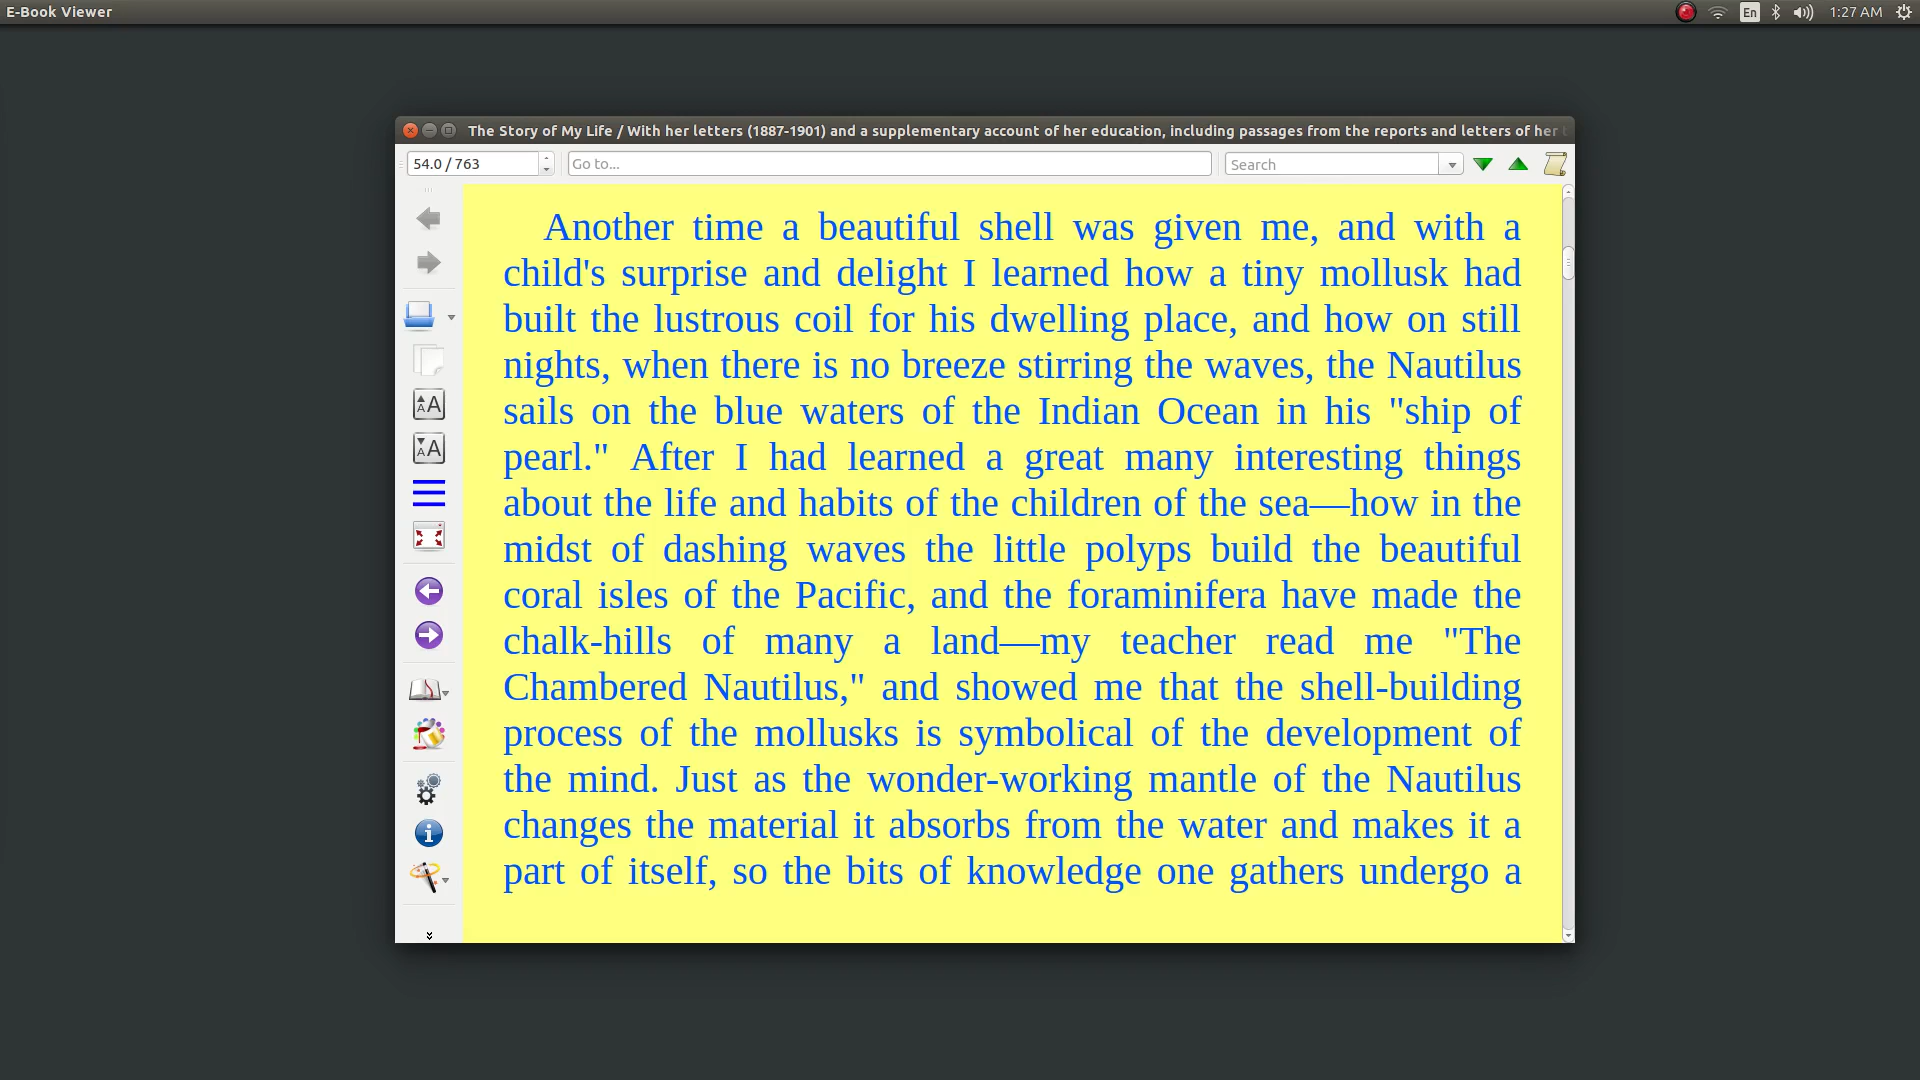 E-Book Viewer
En
1:27 AM
The Story of My Life / With her letters (1887-1901) and a supplementary account of her education, including passages from the reports and letters of her
54.0 / 763
Go to...
Search
Another time a beautiful shell was given me, and with a
child's surprise and delight I learned how a tiny mollusk had
built the lustrous coil for his dwelling place, and how on still
nights, when there is no breeze stirring the waves, the Nautilus
sails on the blue waters of the Indian Ocean in his "ship of
pearl." After I had learned a great many interesting things
about the life and habits of the children of the sea—how in the
midst of dashing waves the little polyps build the beautiful
coral isles of the Pacific, and the foraminifera have made the
chalk-hills of many a land—my teacher read me "The
Chambered Nautilus," and showed me that the shell-building
process of the mollusks is symbolical of the development of
the mind. Just as the wonder-working mantle of the Nautilus
changes the material it absorbs from the water and makes it a
part of itself, so the bits of knowledge one gathers undergo a